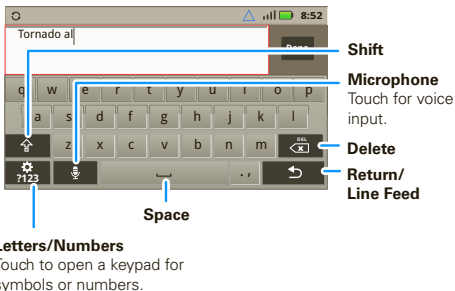 8:52
Tornado al
Done
q w e r t y u i o p
a s d f g h j k l
z x c v b n m DEL
?123 . ,
Shift
Microphone
Touch for voice
input.
Delete
Return/
Line Feed
Space
Letters/Numbers
Touch to open a keypad for
symbols or numbers.